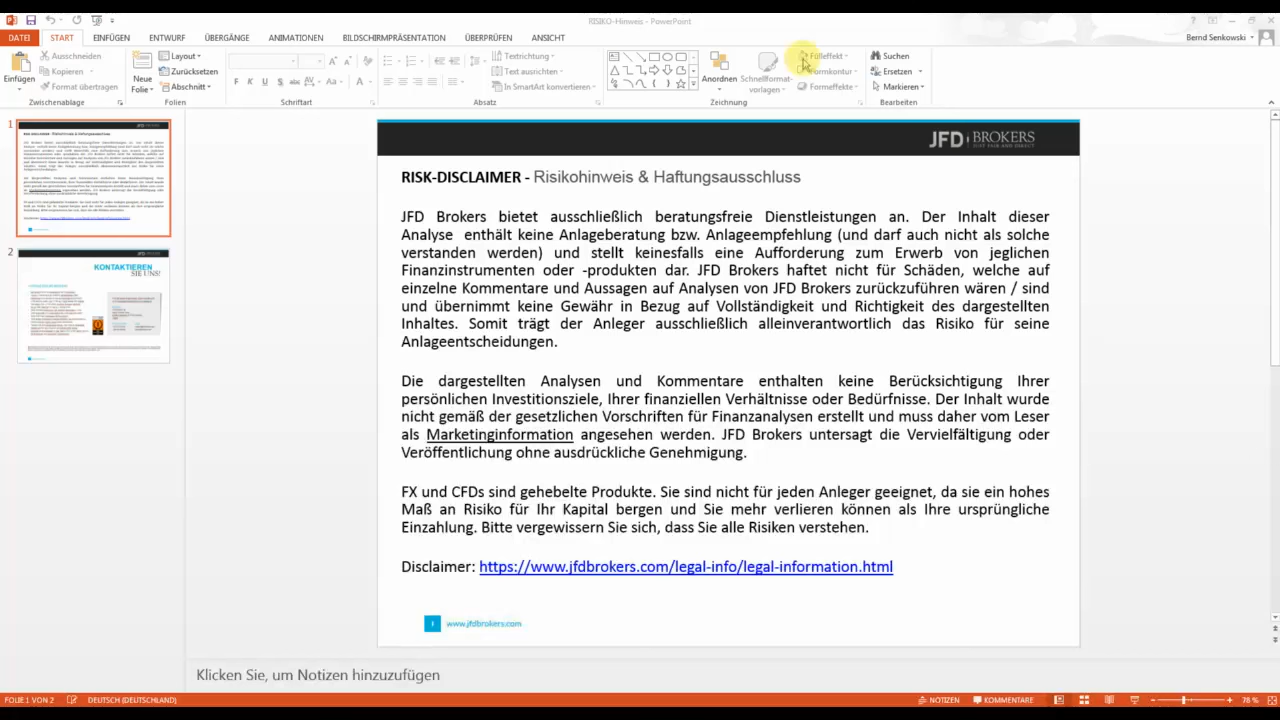 RISIKO-Hinweis - PowerPoint
DATEI START EINFÜGEN ENTWURF ÜBERGÄNGE ANIMATIONEN BILDSCHIRMPRÄSENTATION ÜBERPRÜFEN ANSICHT
Bernd Senkowski
Einfügen
Ausschneiden
Kopieren
Format übertragen
Zwischenablage
Neue
Folie
Layout
Zurücksetzen
Abschnitt
Folien
F K U S abc AV Aa A
Schriftart
Textrichtung
Text ausrichten
In SmartArt konvertieren
Absatz
Anordnen
Schnellformat-
vorlagen
Fülleffekt
Formkontur
Formeffekte
Zeichnung
Suchen
Ersetzen
Markieren
Bearbeiten
1
2
KONTAKTIEREN
SIE UNS!
JFD BROKERS
JUST FAIR AND DIRECT
RISK-DISCLAIMER - Risikohinweis & Haftungsausschluss
JFD Brokers bietet ausschließlich beratungsfreie Dienstleistungen an. Der Inhalt dieser
Analyse enthält keine Anlageberatung bzw. Anlageempfehlung (und darf auch nicht als solche
verstanden werden) und stellt keinesfalls eine Aufforderung zum Erwerb von jeglichen
Finanzinstrumenten oder -produkten dar. JFD Brokers haftet nicht für Schäden, welche auf
einzelne Kommentare und Aussagen auf Analysen von JFD Brokers zurückzuführen wären / sind
und übernimmt keine Gewähr in Bezug auf Vollständigkeit und Richtigkeit des dargestellten
Inhaltes. Somit trägt der Anleger ausschließlich alleinverantwortlich das Risiko für seine
Anlageentscheidungen.
Die dargestellten Analysen und Kommentare enthalten keine Berücksichtigung Ihrer
persönlichen Investitionsziele, Ihrer finanziellen Verhältnisse oder Bedürfnisse. Der Inhalt wurde
nicht gemäß der gesetzlichen Vorschriften für Finanzanalysen erstellt und muss daher vom Leser
als Marketinginformation angesehen werden. JFD Brokers untersagt die Vervielfältigung oder
Veröffentlichung ohne ausdrückliche Genehmigung.
FX und CFDs sind gehebelte Produkte. Sie sind nicht für jeden Anleger geeignet, da sie ein hohes
Maß an Risiko für Ihr Kapital bergen und Sie mehr verlieren können als Ihre ursprüngliche
Einzahlung. Bitte vergewissern Sie sich, dass Sie alle Risiken verstehen.
Disclaimer: https://www.jfdbrokers.com/legal-info/legal-information.html
1 www.jfdbrokers.com
Klicken Sie, um Notizen hinzuzufügen
FOLIE 1 VON 2 DEUTSCH (DEUTSCHLAND) NOTIZEN KOMMENTARE 78 %